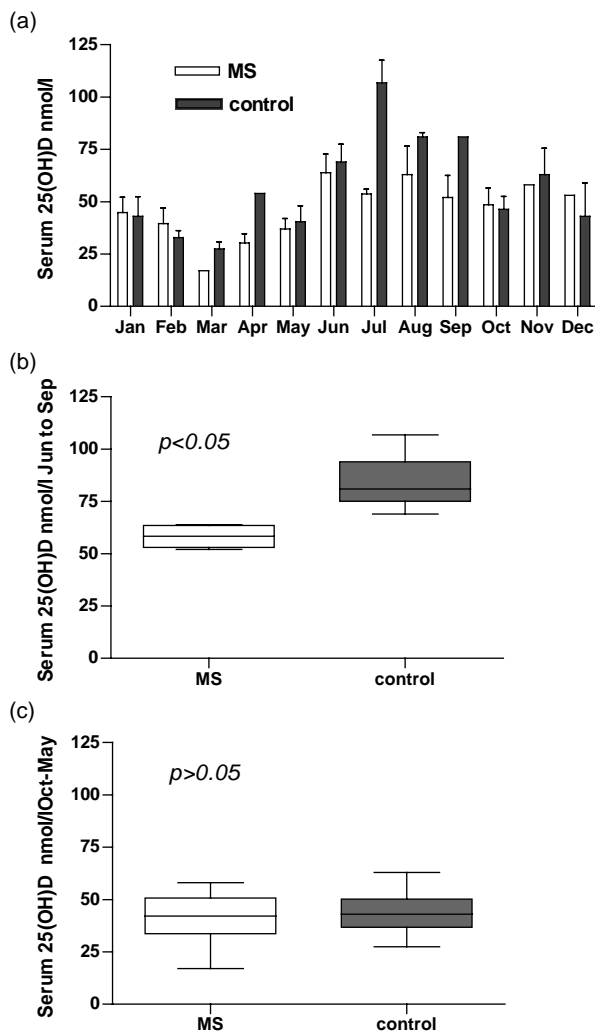 (a)
Serum 25(OH)D nmol/l
125
100
75
50
25
0
MS
control
Jan Feb Mar Apr May Jun Jul Aug Sep Oct Nov Dec
(b)
Serum 25(OH)D nmol/l Jun to Sep
125
100
75
50
25
0
p<0.05
MS control
(c)
Serum 25(OH)D nmol/lOct-May
125
100
75
50
25
0
p>0.05
MS control